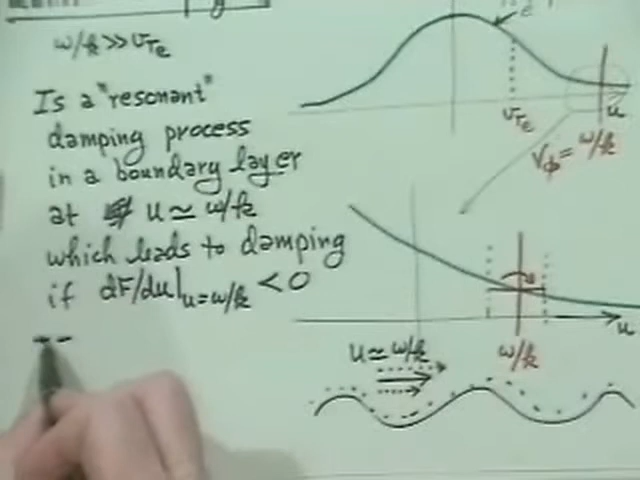 ω/k >> v_Te
Is a "resonant"
damping process
in a boundary layer
at u ≃ ω/k
which leads to damping
if dF/du|u=ω/k < 0
e
v_Te
u
V_ϕ = ω/k
u
ω/k
u ≃ ω/k